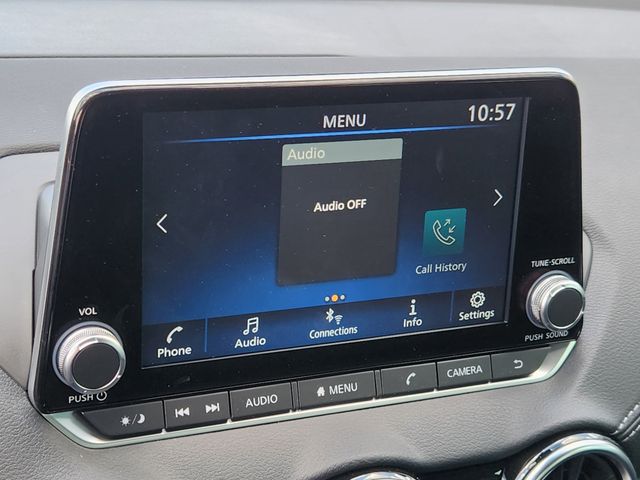 MENU
10:57
Audio
Audio OFF
Call History
TUNE·SCROLL
VOL
Phone
Audio
Connections
Info
Settings
PUSH SOUND
PUSH
AUDIO
MENU
CAMERA